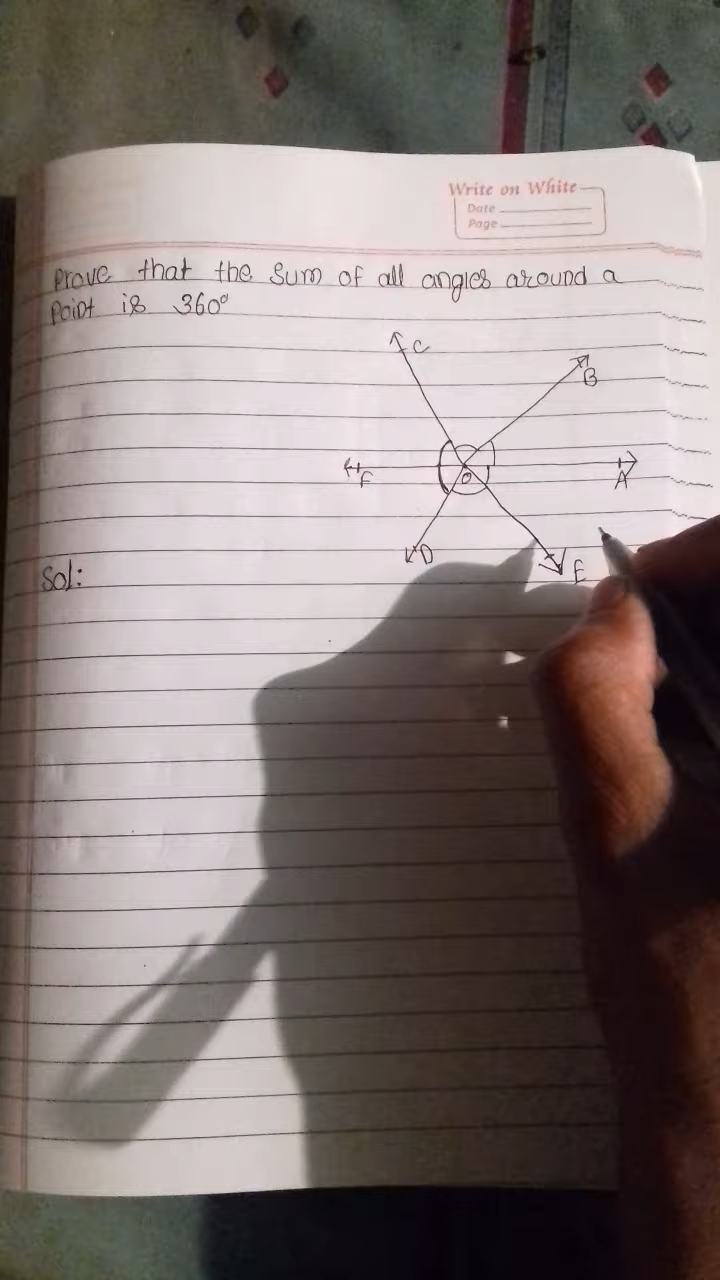 Write on White
Date
Page
Prove that the sum of all angles around a
Point is 360°
C
B
F
O
A
D
E
Sol: